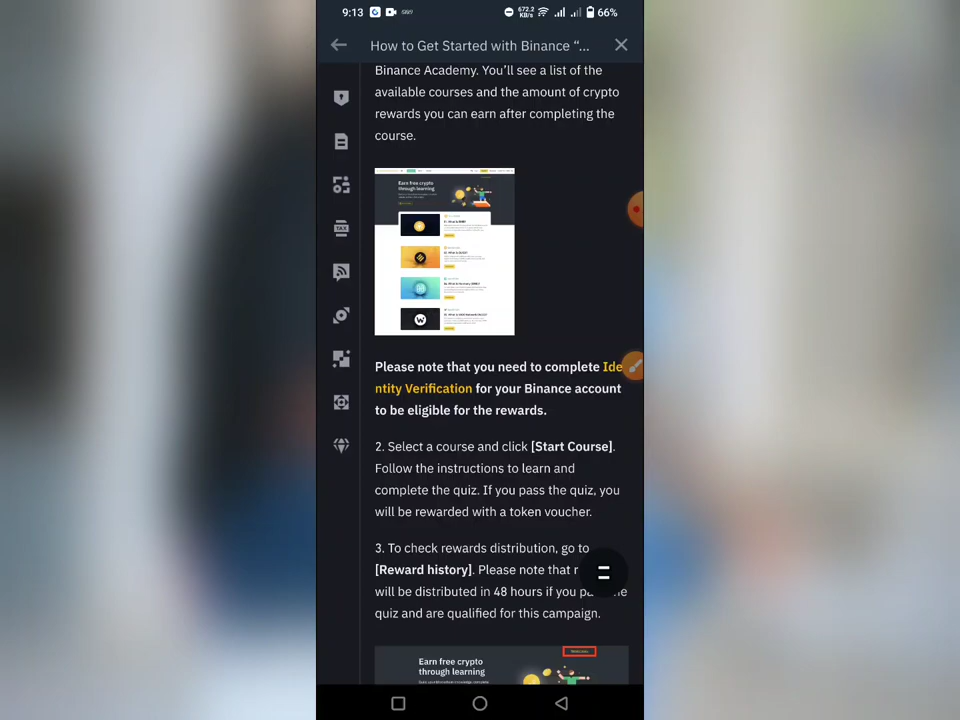 9:13
672.2
KB/s
66%
How to Get Started with Binance “...
Binance Academy. You’ll see a list of the
available courses and the amount of crypto
rewards you can earn after completing the
course.
Earn free crypto
through learning
TAX
Please note that you need to complete Ide
ntity Verification for your Binance account
to be eligible for the rewards.
2. Select a course and click [Start Course].
Follow the instructions to learn and
complete the quiz. If you pass the quiz, you
will be rewarded with a token voucher.
3. To check rewards distribution, go to
[Reward history]. Please note that r
will be distributed in 48 hours if you pa
quiz and are qualified for this campaign.
Earn free crypto
through learning